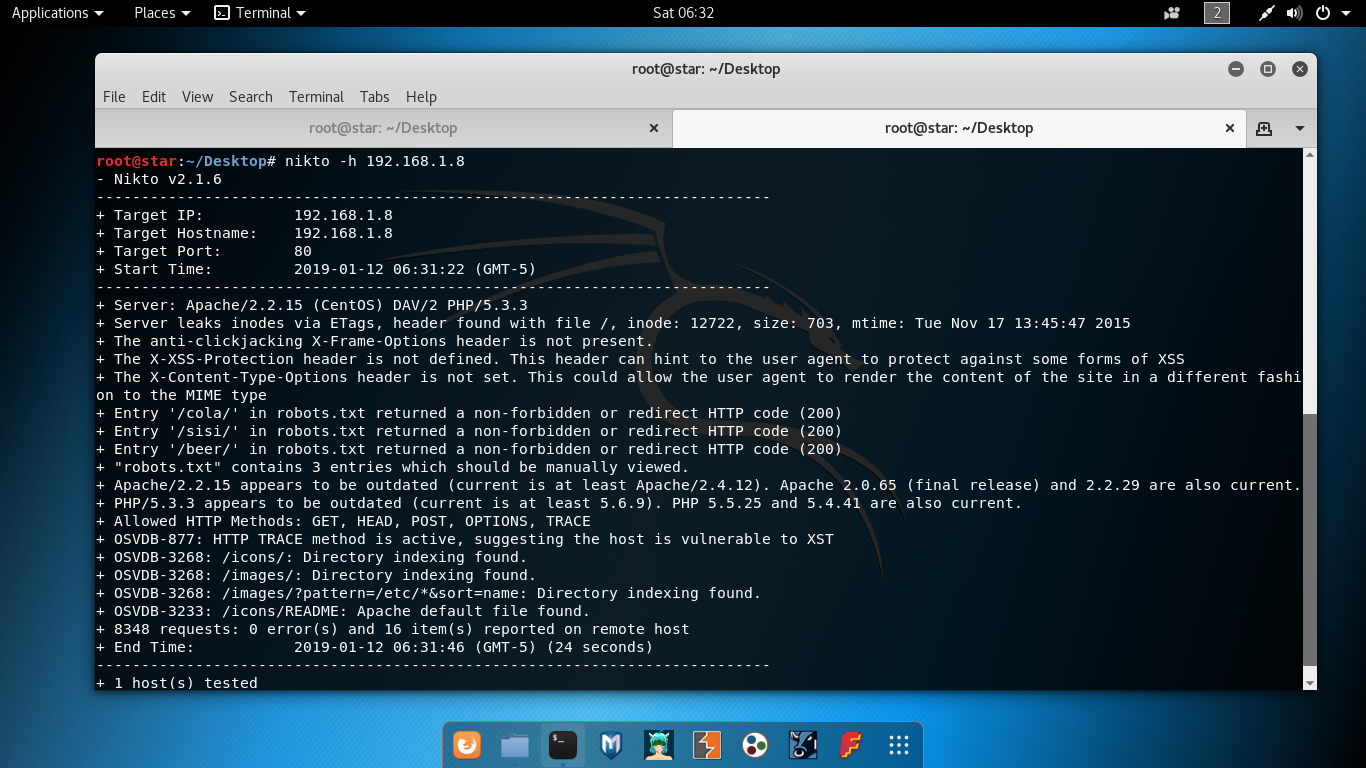 Applications Places Terminal Sat 06:32 2
root@star: ~/Desktop
File Edit View Search Terminal Tabs Help
root@star: ~/Desktop root@star: ~/Desktop
root@star:~/Desktop# nikto -h 192.168.1.8
- Nikto v2.1.6
---------------------------------------------------------------------------
+ Target IP:          192.168.1.8
+ Target Hostname:    192.168.1.8
+ Target Port:        80
+ Start Time:         2019-01-12 06:31:22 (GMT-5)
---------------------------------------------------------------------------
+ Server: Apache/2.2.15 (CentOS) DAV/2 PHP/5.3.3
+ Server leaks inodes via ETags, header found with file /, inode: 12722, size: 703, mtime: Tue Nov 17 13:45:47 2015
+ The anti-clickjacking X-Frame-Options header is not present.
+ The X-XSS-Protection header is not defined. This header can hint to the user agent to protect against some forms of XSS
+ The X-Content-Type-Options header is not set. This could allow the user agent to render the content of the site in a different fashi
on to the MIME type
+ Entry '/cola/' in robots.txt returned a non-forbidden or redirect HTTP code (200)
+ Entry '/sisi/' in robots.txt returned a non-forbidden or redirect HTTP code (200)
+ Entry '/beer/' in robots.txt returned a non-forbidden or redirect HTTP code (200)
+ "robots.txt" contains 3 entries which should be manually viewed.
+ Apache/2.2.15 appears to be outdated (current is at least Apache/2.4.12). Apache 2.0.65 (final release) and 2.2.29 are also current.
+ PHP/5.3.3 appears to be outdated (current is at least 5.6.9). PHP 5.5.25 and 5.4.41 are also current.
+ Allowed HTTP Methods: GET, HEAD, POST, OPTIONS, TRACE
+ OSVDB-877: HTTP TRACE method is active, suggesting the host is vulnerable to XST
+ OSVDB-3268: /icons/: Directory indexing found.
+ OSVDB-3268: /images/: Directory indexing found.
+ OSVDB-3268: /images/?pattern=/etc/*&sort=name: Directory indexing found.
+ OSVDB-3233: /icons/README: Apache default file found.
+ 8348 requests: 0 error(s) and 16 item(s) reported on remote host
+ End Time:           2019-01-12 06:31:46 (GMT-5) (24 seconds)
---------------------------------------------------------------------------
+ 1 host(s) tested